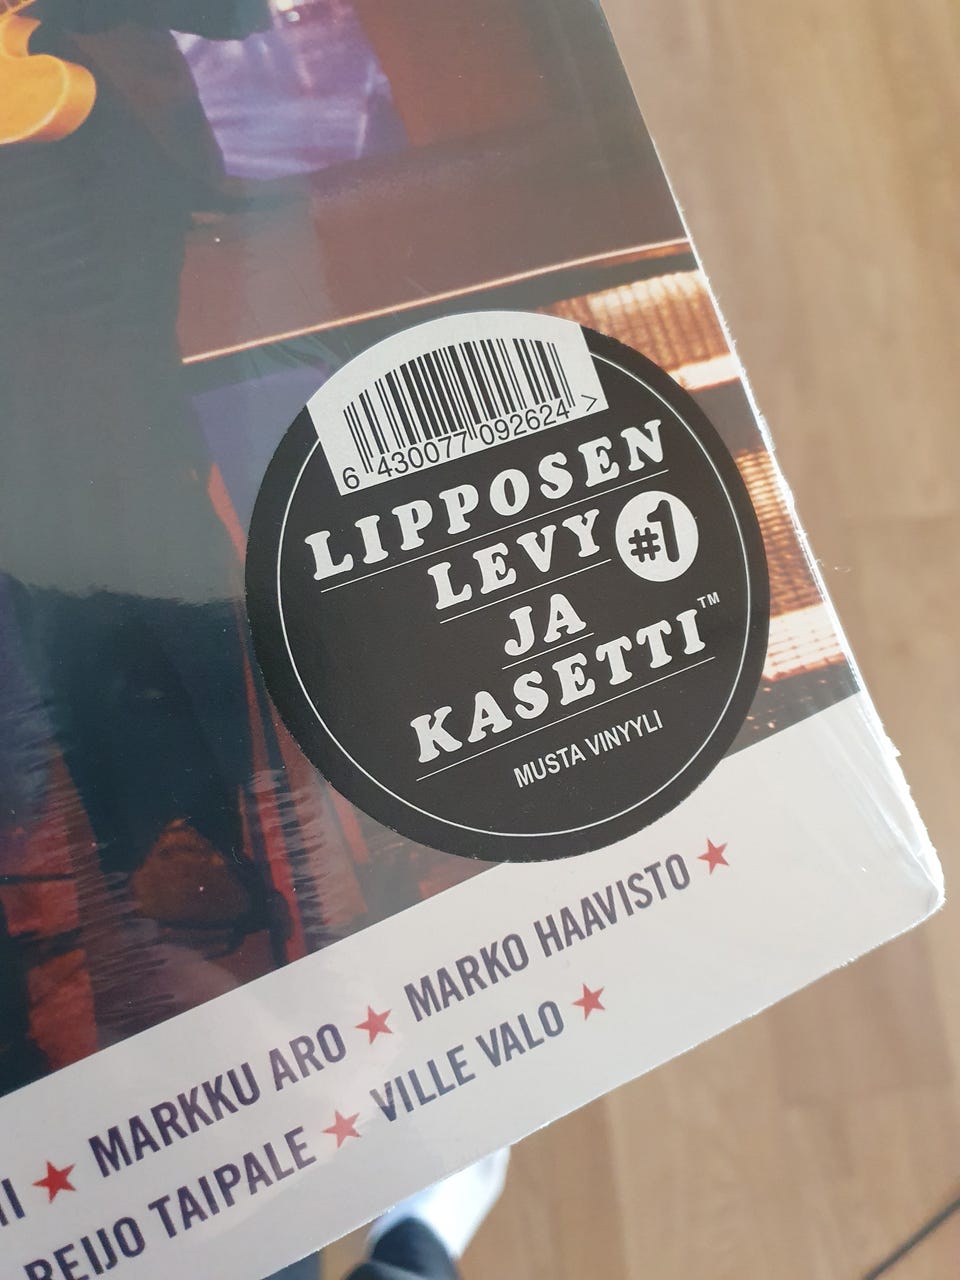 6 430077 092624 >
LIPPOSEN
LEVY #1
JA
KASETTI™
MUSTA VINYYLI
★ MARKKU ARO ★ MARKO HAAVISTO ★
REIJO TAIPALE ★ VILLE VALO ★